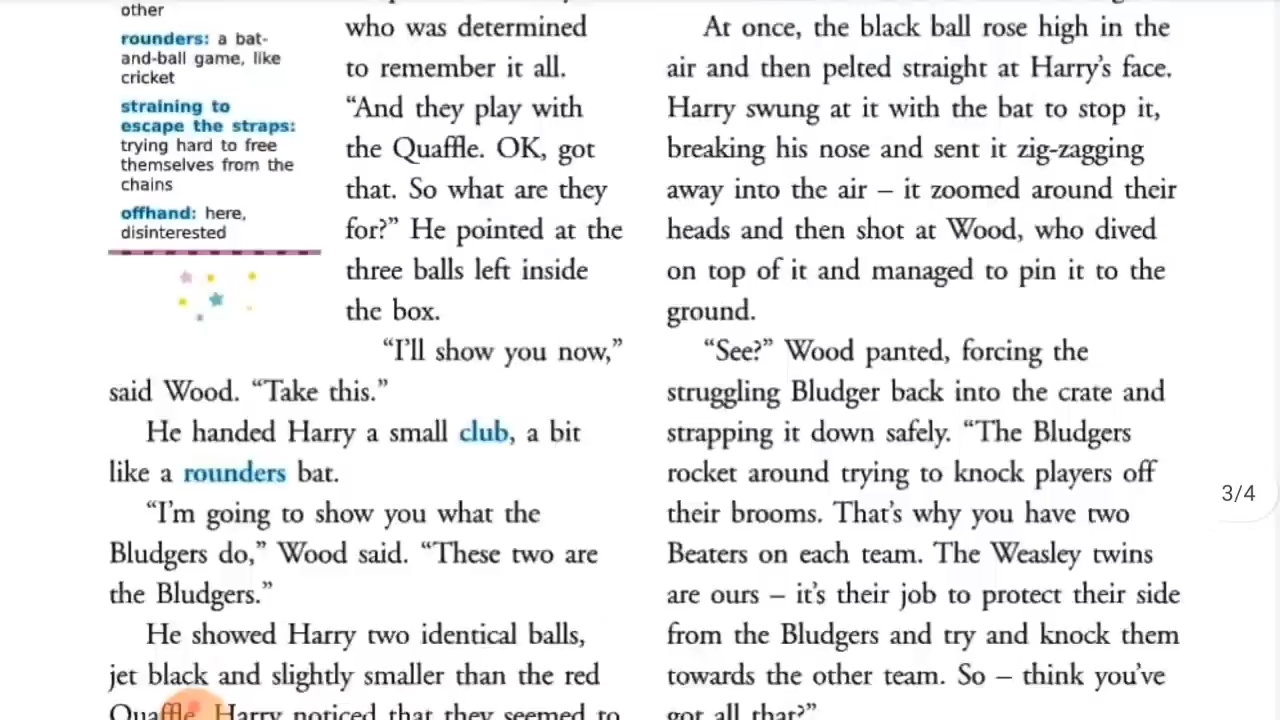 other
rounders: a bat-
and-ball game, like
cricket
straining to
escape the straps:
trying hard to free
themselves from the
chains
offhand: here,
disinterested
who was determined
to remember it all.
“And they play with
the Quaffle. OK, got
that. So what are they
for?” He pointed at the
three balls left inside
the box.
“I’ll show you now,”
said Wood. “Take this.”
He handed Harry a small club, a bit
like a rounders bat.
“I’m going to show you what the
Bludgers do,” Wood said. “These two are
the Bludgers.”
He showed Harry two identical balls,
jet black and slightly smaller than the red
Quaffle. Harry noticed that they seemed to
At once, the black ball rose high in the
air and then pelted straight at Harry’s face.
Harry swung at it with the bat to stop it,
breaking his nose and sent it zig-zagging
away into the air – it zoomed around their
heads and then shot at Wood, who dived
on top of it and managed to pin it to the
ground.
“See?” Wood panted, forcing the
struggling Bludger back into the crate and
strapping it down safely. “The Bludgers
rocket around trying to knock players off
their brooms. That’s why you have two
Beaters on each team. The Weasley twins
are ours – it’s their job to protect their side
from the Bludgers and try and knock them
towards the other team. So – think you’ve
got all that?”
3/4